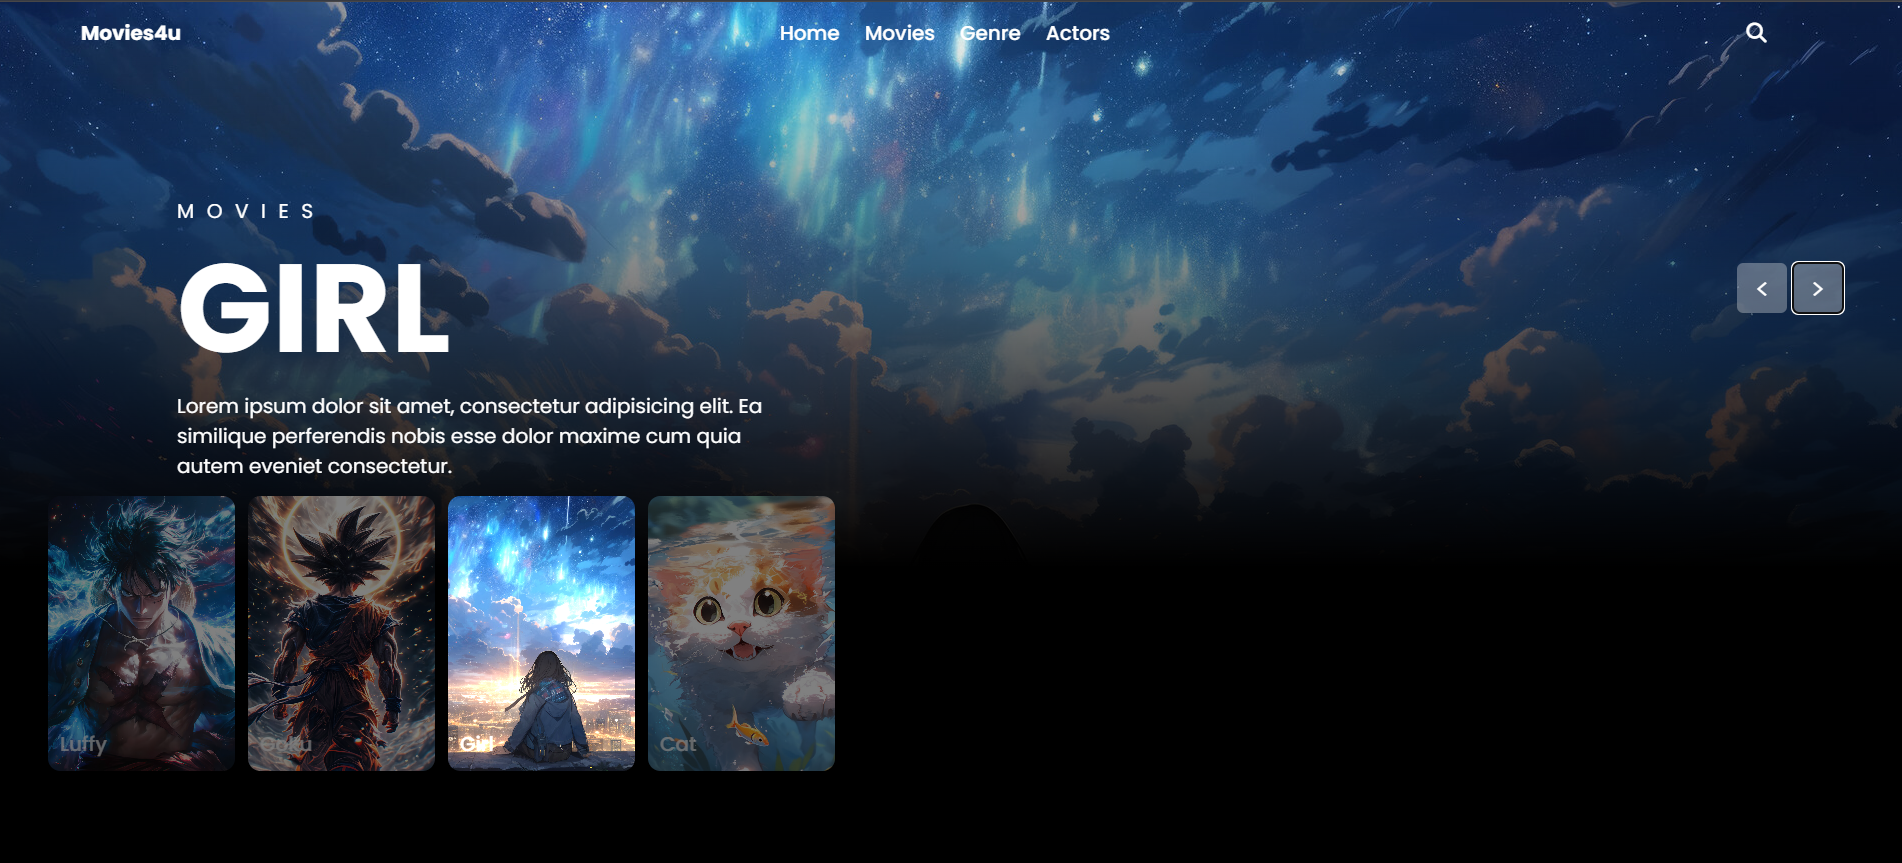 Movies4u
Home Movies Genre Actors
MOVIES
GIRL
Lorem ipsum dolor sit amet, consectetur adipisicing elit. Ea
similique perferendis nobis esse dolor maxime cum quia
autem eveniet consectetur.
Luffy
Goku
Girl
Cat